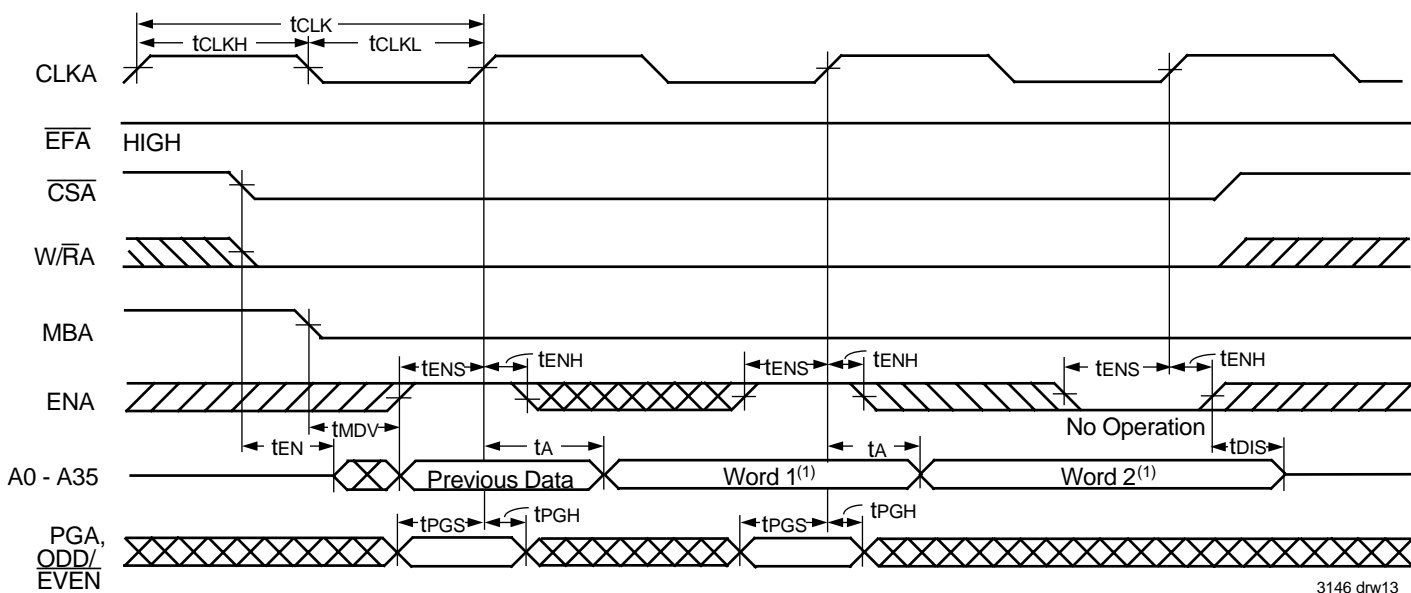 tCLK
tCLKH tCLKL
CLKA
EFA HIGH
CSA
W/RA
MBA
tENS tENH tENS tENH tENS tENH
ENA
No Operation
tMDV
tEN tA tA tDIS
A0 - A35 Previous Data Word 1(1) Word 2(1)
tPGS tPGH tPGS tPGH
PGA,
ODD/
EVEN
3146 drw13